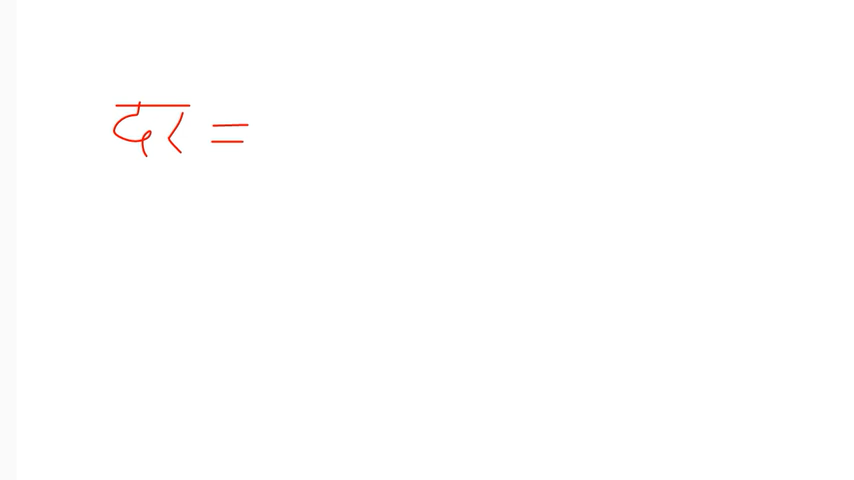 दर =